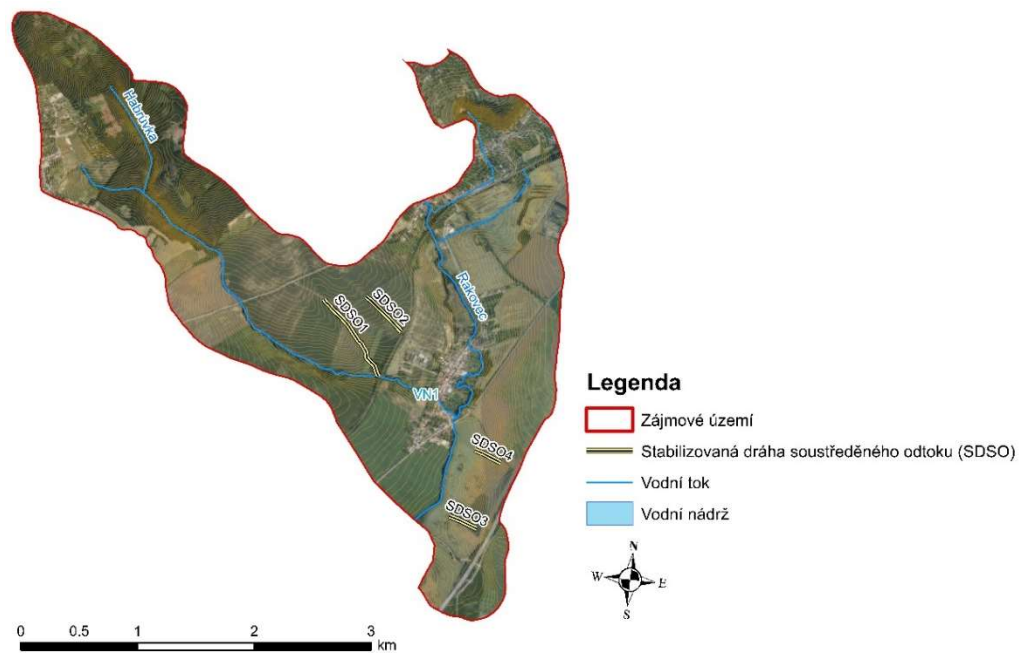 Habrůvka
Rakovec
SDSO1
SDSO2
VN1
SDSO4
SDSO3
Legenda
Zájmové území
Stabilizovaná dráha soustředěného odtoku (SDSO)
Vodní tok
Vodní nádrž
N
W E
S
0 0.5 1 2 3
km